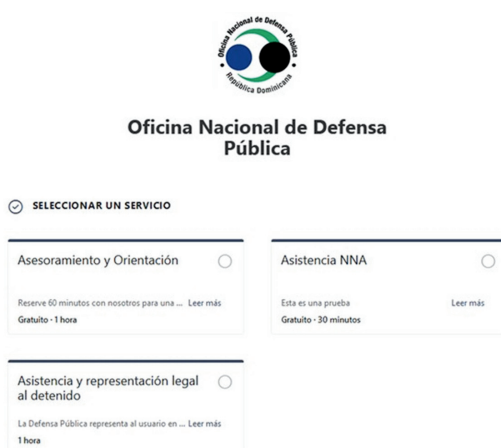 Oficina Nacional de Defensa Pública
República Dominicana
Oficina Nacional de Defensa
Pública
SELECCIONAR UN SERVICIO
Asesoramiento y Orientación
Reserve 60 minutos con nosotros para una ... Leer más
Gratuito - 1 hora
Asistencia NNA
Esta es una prueba Leer más
Gratuito - 30 minutos
Asistencia y representación legal
al detenido
La Defensa Pública representa al usuario en ... Leer más
1 hora